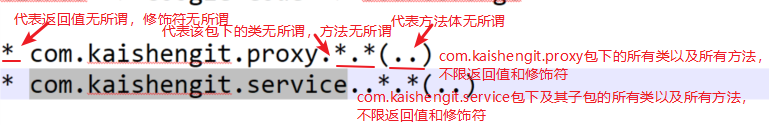 代表返回值无所谓，修饰符无所谓
代表该包下的类无所谓，方法无所谓
代表方法体无所谓
* com.kaishengit.proxy.*.*(..)
com.kaishengit.proxy包下的所有类以及所有方法，
不限返回值和修饰符
* com.kaishengit.service..*.*(..)
com.kaishengit.service包下及其子包的所有类以及所有方法，
不限返回值和修饰符